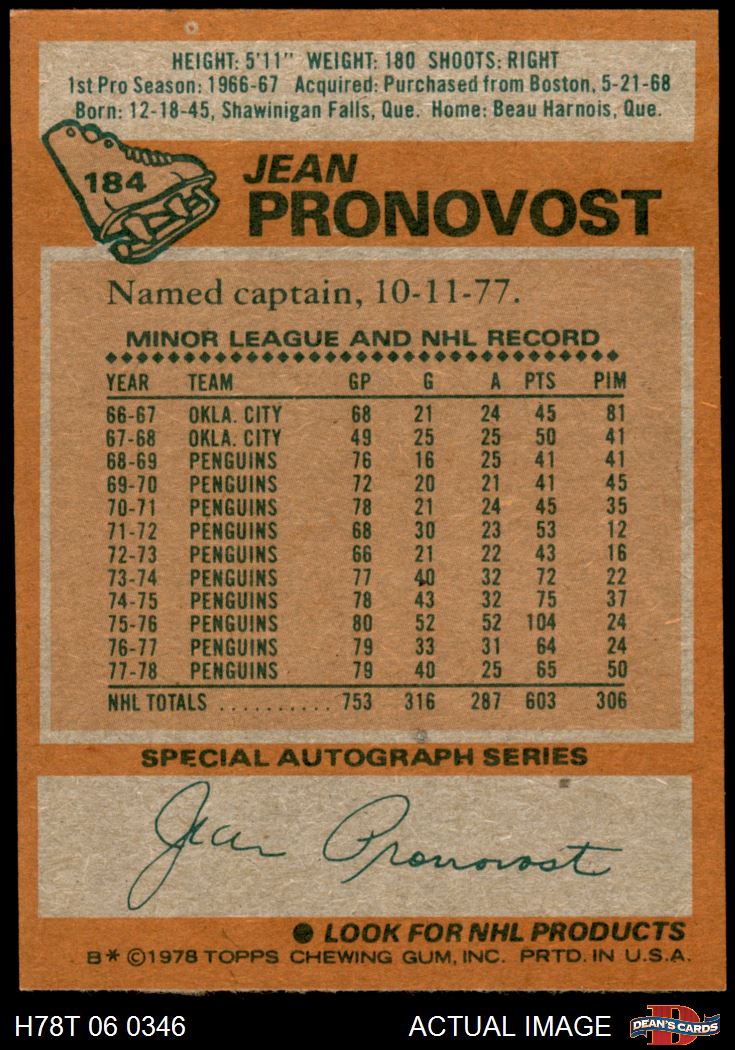 HEIGHT: 5'11" WEIGHT: 180 SHOOTS: RIGHT
1st Pro Season: 1966-67 Acquired: Purchased from Boston, 5-21-68
Born: 12-18-45, Shawinigan Falls, Que. Home: Beau Harnois, Que.
184
JEAN
PRONOVOST
Named captain, 10-11-77.
MINOR LEAGUE AND NHL RECORD
YEAR TEAM GP G A PTS PIM
66-67 OKLA. CITY 68 21 24 45 81
67-68 OKLA. CITY 49 25 25 50 41
68-69 PENGUINS 76 16 25 41 41
69-70 PENGUINS 72 20 21 41 45
70-71 PENGUINS 78 21 24 45 35
71-72 PENGUINS 68 30 23 53 12
72-73 PENGUINS 66 21 22 43 16
73-74 PENGUINS 77 40 32 72 22
74-75 PENGUINS 78 43 32 75 37
75-76 PENGUINS 80 52 52 104 24
76-77 PENGUINS 79 33 31 64 24
77-78 PENGUINS 79 40 25 65 50
NHL TOTALS .......... 753 316 287 603 306
SPECIAL AUTOGRAPH SERIES
Jean Pronovost
● LOOK FOR NHL PRODUCTS
B* ©1978 TOPPS CHEWING GUM, INC. PRTD. IN U.S.A.
H78T 06 0346 ACTUAL IMAGE
D
DEAN'S CARDS